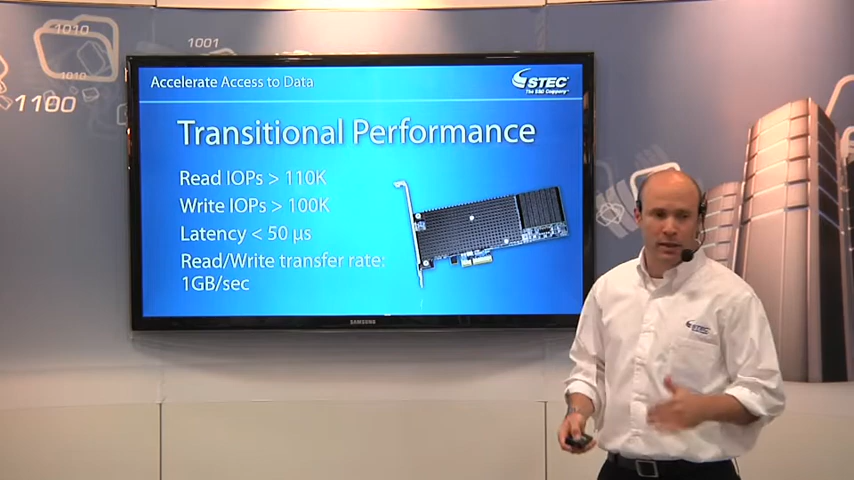 1010
1001
1010
1100
Accelerate Access to Data
STEC
The SSD Company
Transitional Performance
Read IOPs > 110K
Write IOPs > 100K
Latency < 50 µs
Read/Write transfer rate:
1GB/sec
SAMSUNG
STEC